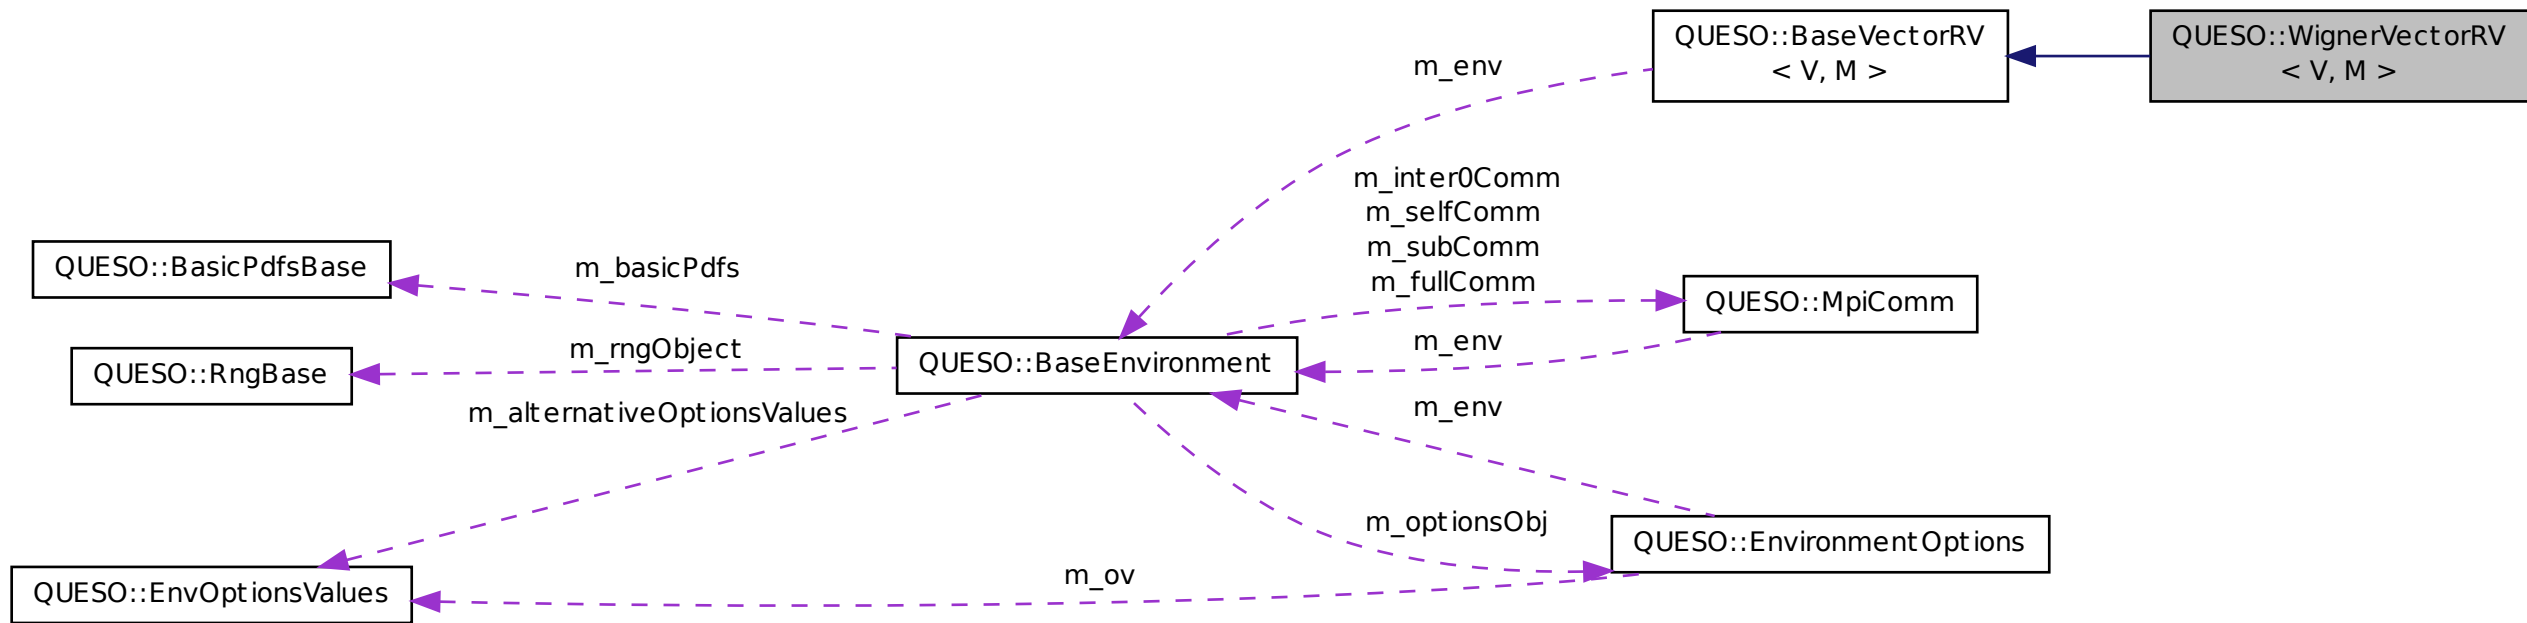 QUESO::BaseVectorRV
< V, M >
QUESO::WignerVectorRV
< V, M >
m_env
m_inter0Comm
m_selfComm
m_subComm
m_fullComm
QUESO::BasicPdfsBase
m_basicPdfs
QUESO::MpiComm
m_env
QUESO::RngBase
m_rngObject
QUESO::BaseEnvironment
m_alternativeOptionsValues
m_env
m_optionsObj
QUESO::EnvironmentOptions
m_ov
QUESO::EnvOptionsValues